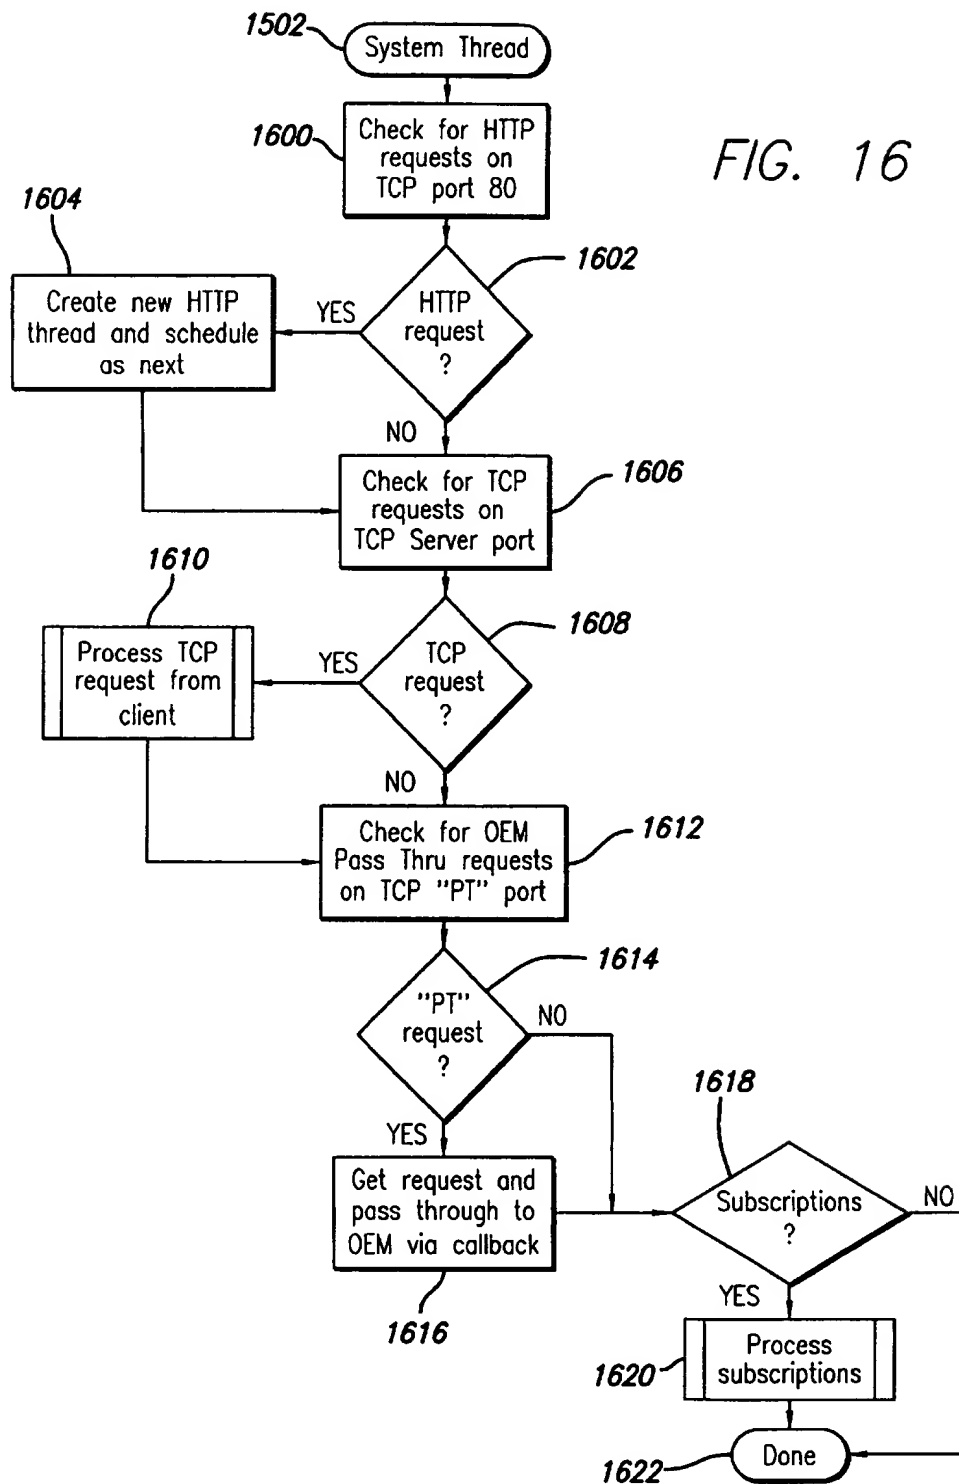 1502
System Thread
1600
Check for HTTP
requests on
TCP port 80
FIG. 16
1604
1602
Create new HTTP
thread and schedule
as next
YES
HTTP
request
?
NO
1606
Check for TCP
requests on
TCP Server port
1610
1608
Process TCP
request from
client
YES
TCP
request
?
NO
1612
Check for OEM
Pass Thru requests
on TCP "PT" port
1614
"PT"
request
?
NO
1618
YES
Get request and
pass through to
OEM via callback
1616
Subscriptions
?
NO
YES
1620
Process
subscriptions
1622
Done